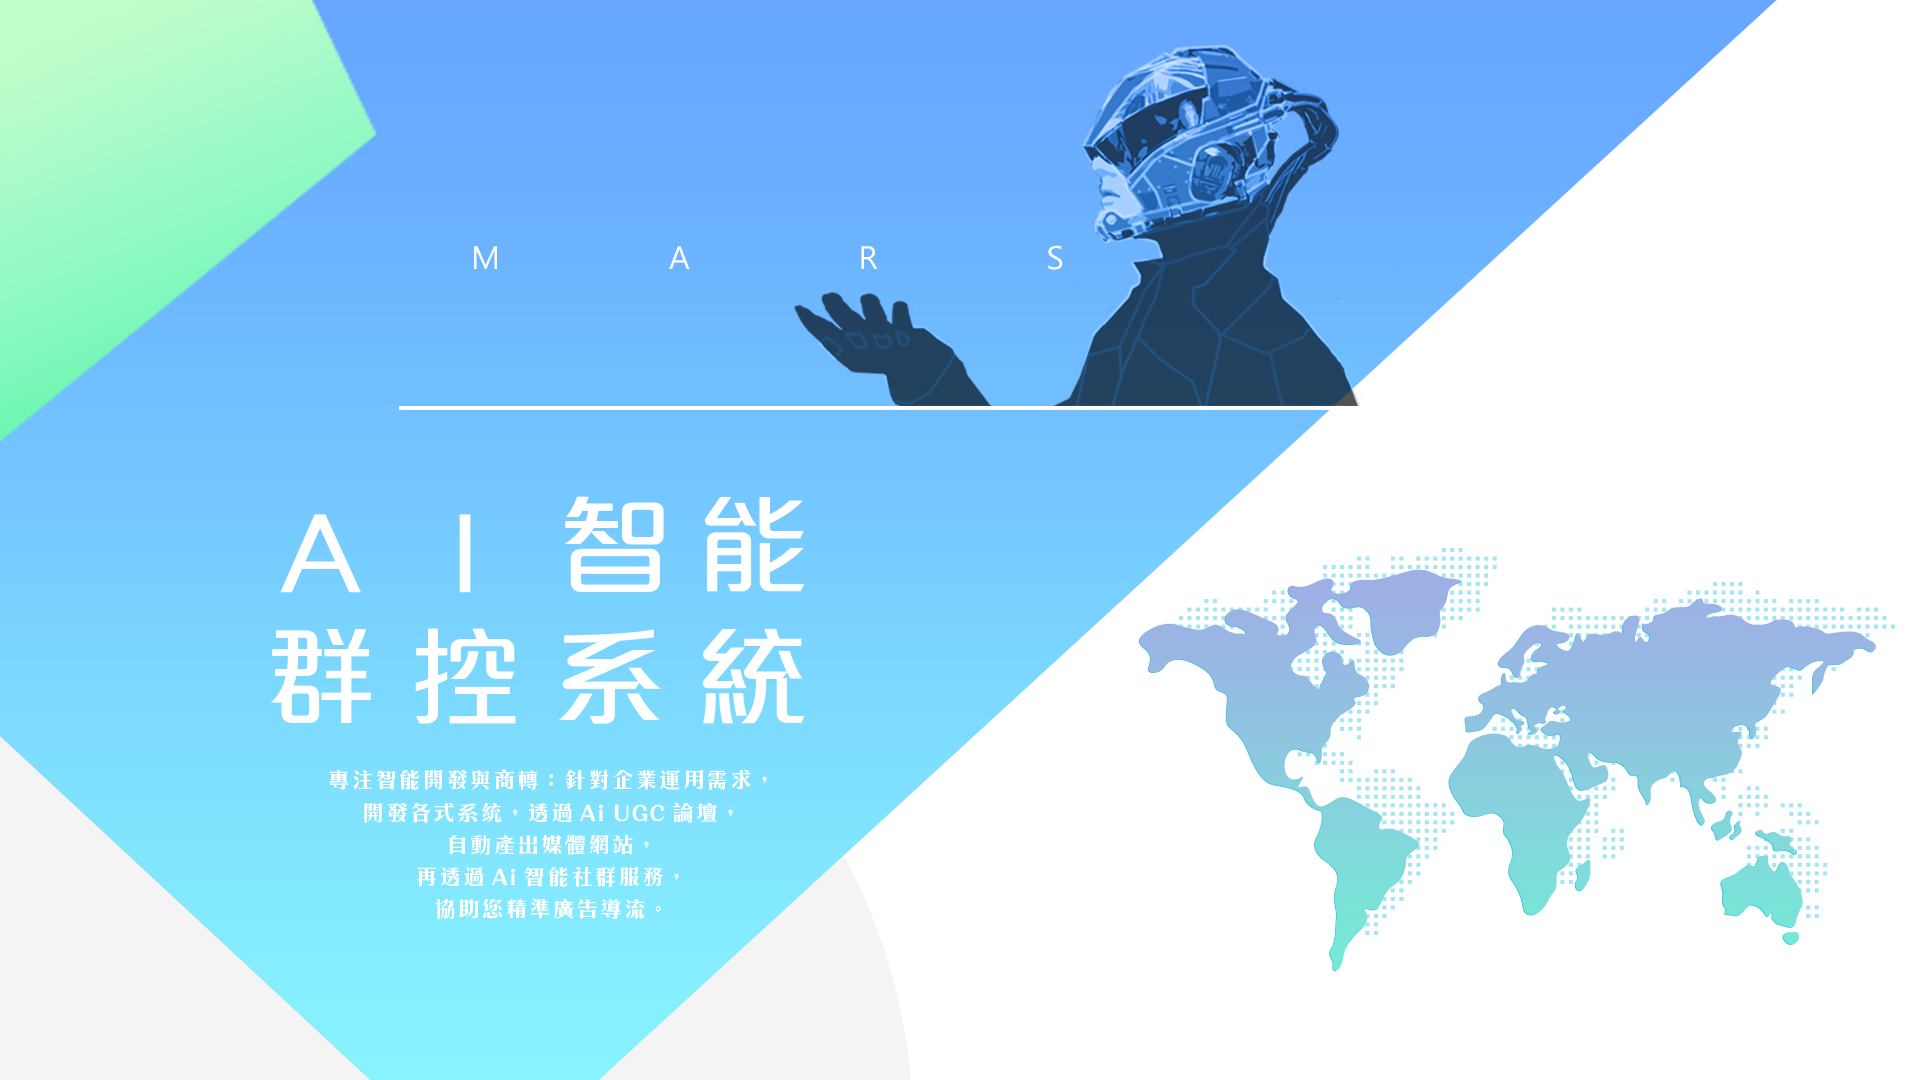 M A R S
AI智能
群控系統
專注智能開發與商轉：針對企業運用需求，
開發各式系統，透過 Ai UGC 論壇，
自動產出媒體網站，
再透過 Ai 智能社群服務，
協助您精準廣告導流。